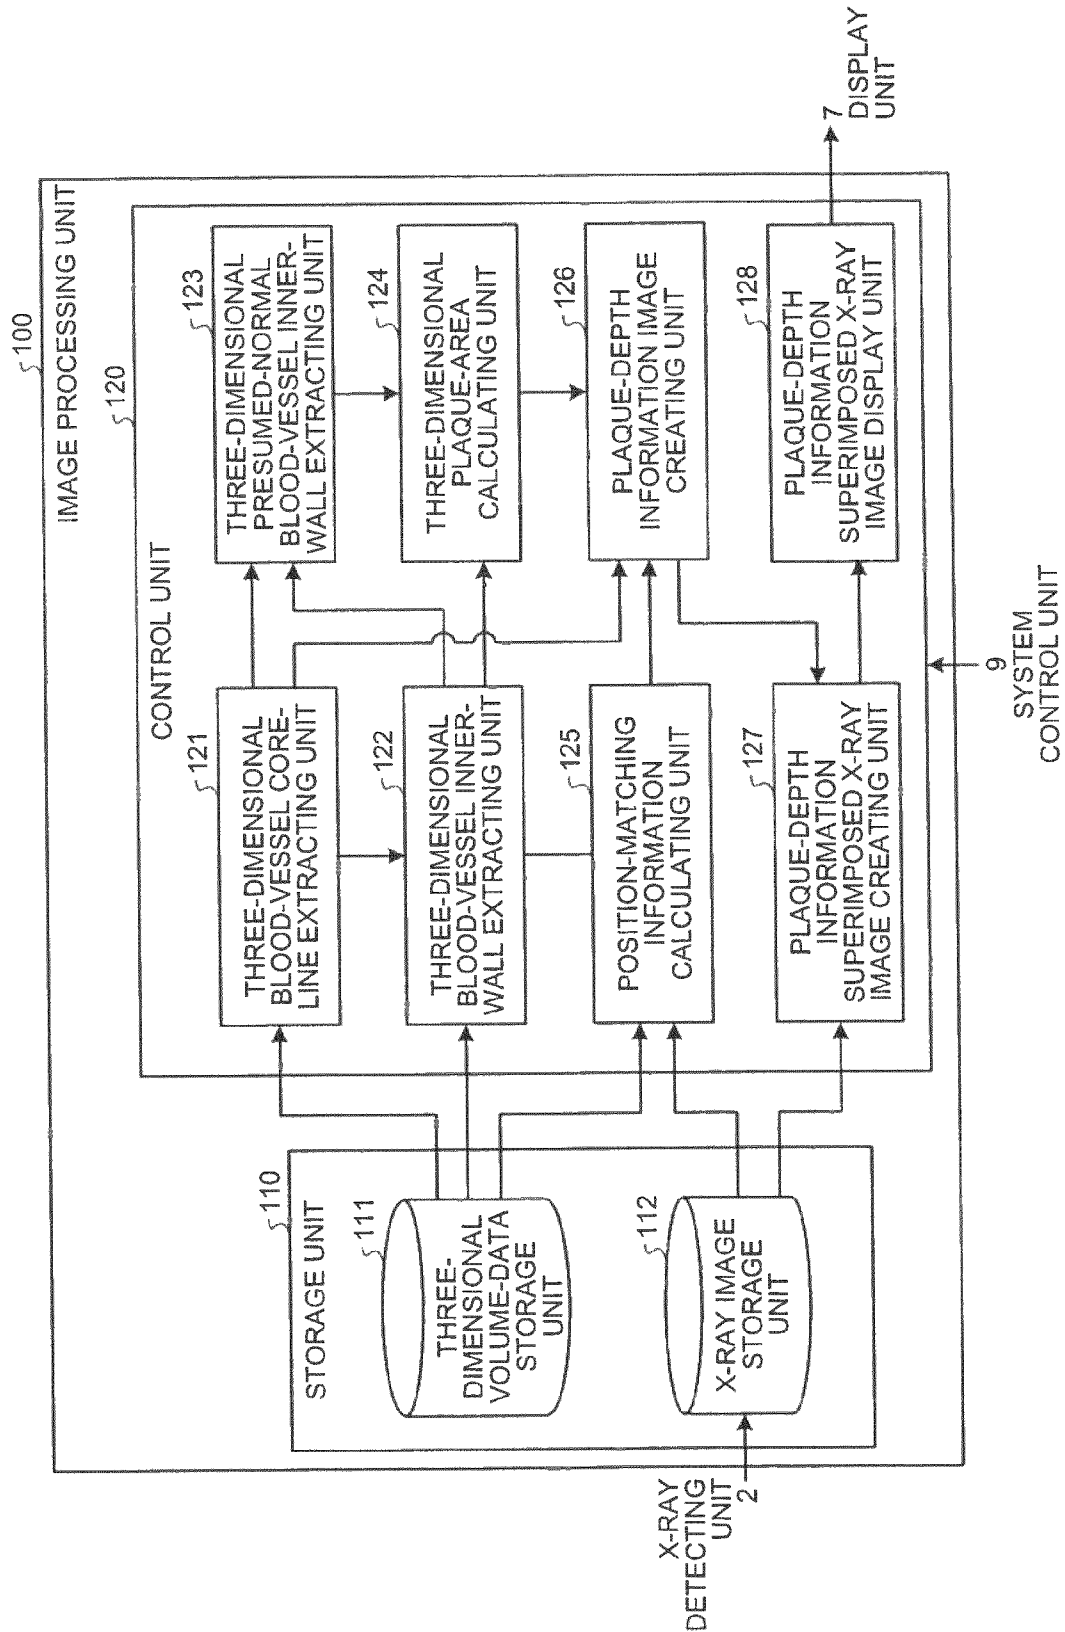 100
IMAGE PROCESSING UNIT
120
CONTROL UNIT
110
STORAGE UNIT
111
THREE-
DIMENSIONAL
VOLUME-DATA
STORAGE
UNIT
112
X-RAY IMAGE
STORAGE
UNIT
X-RAY
DETECTING
UNIT
2
121
THREE-DIMENSIONAL
BLOOD-VESSEL CORE-
LINE EXTRACTING UNIT
122
THREE-DIMENSIONAL
BLOOD-VESSEL INNER-
WALL EXTRACTING UNIT
123
THREE-DIMENSIONAL
PRESUMED-NORMAL
BLOOD-VESSEL INNER-
WALL EXTRACTING UNIT
124
THREE-DIMENSIONAL
PLAQUE-AREA
CALCULATING UNIT
125
POSITION-MATCHING
INFORMATION
CALCULATING UNIT
126
PLAQUE-DEPTH
INFORMATION IMAGE
CREATING UNIT
127
PLAQUE-DEPTH
INFORMATION
SUPERIMPOSED X-RAY
IMAGE CREATING UNIT
128
PLAQUE-DEPTH
INFORMATION
SUPERIMPOSED X-RAY
IMAGE DISPLAY UNIT
7
DISPLAY
UNIT
9
SYSTEM
CONTROL UNIT